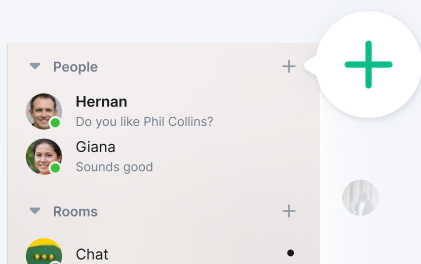 People
Hernan
Do you like Phil Collins?
Giana
Sounds good
Rooms
Chat